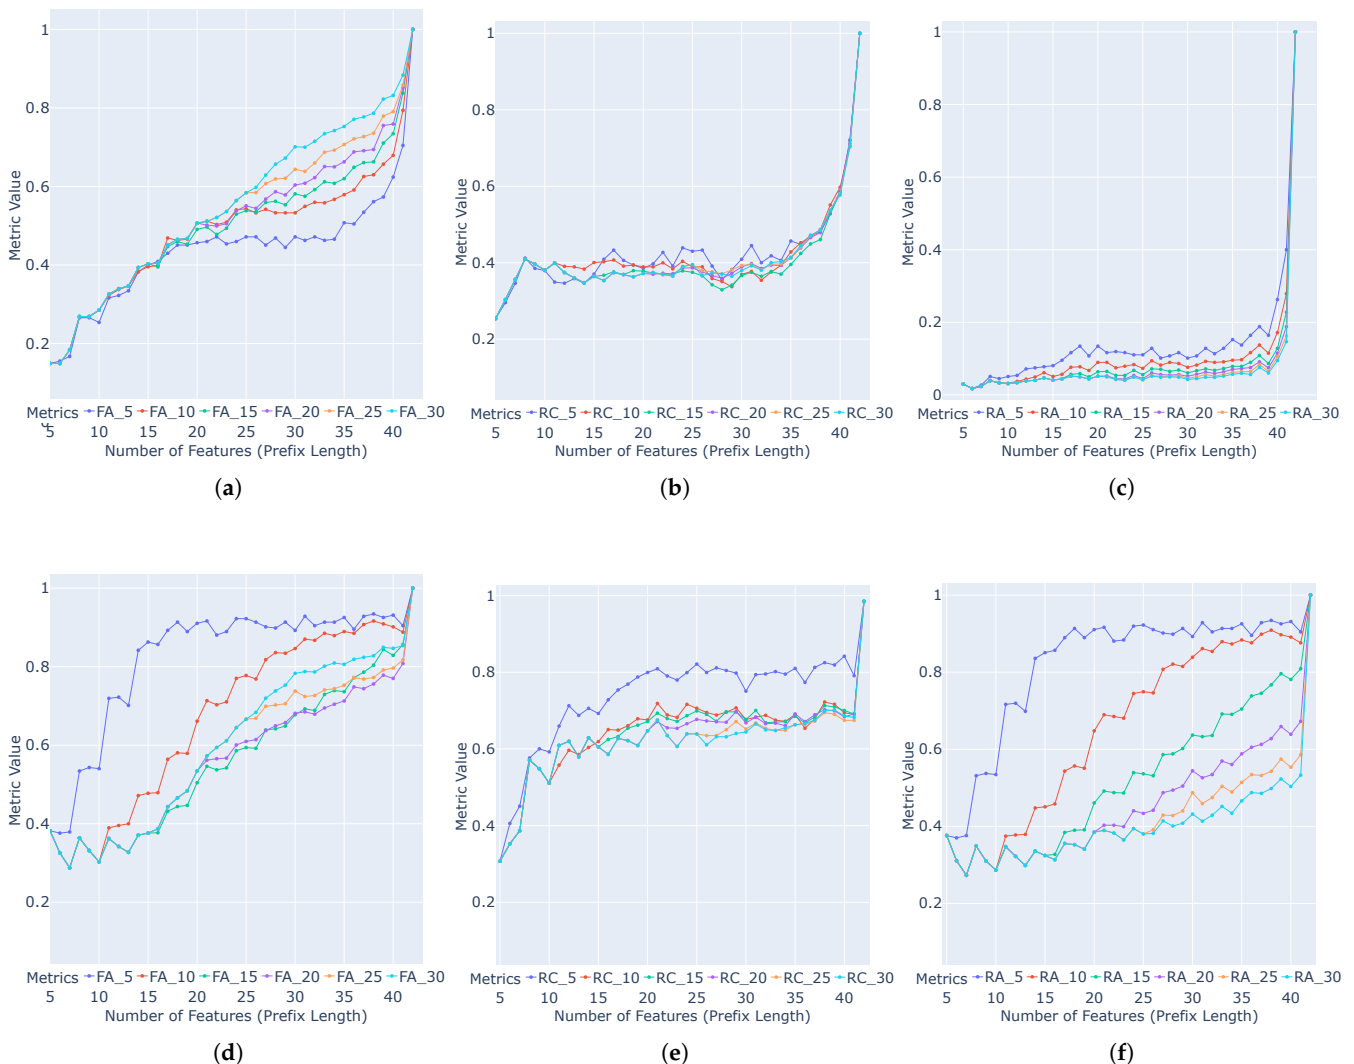 1
0.8
0.6
0.4
0.2
Metric Value
Metrics FA_5 FA_10 FA_15 FA_20 FA_25 FA_30
5 10 15 20 25 30 35 40
Number of Features (Prefix Length)
(a)
1
0.8
0.6
0.4
0.2
Metric Value
Metrics RC_5 RC_10 RC_15 RC_20 RC_25 RC_30
5 10 15 20 25 30 35 40
Number of Features (Prefix Length)
(b)
1
0.8
0.6
0.4
0.2
0
Metric Value
Metrics RA_5 RA_10 RA_15 RA_20 RA_25 RA_30
5 10 15 20 25 30 35 40
Number of Features (Prefix Length)
(c)
1
0.8
0.6
0.4
0.2
Metric Value
Metrics FA_5 FA_10 FA_15 FA_20 FA_25 FA_30
5 10 15 20 25 30 35 40
Number of Features (Prefix Length)
(d)
1
0.8
0.6
0.4
0.2
Metric Value
Metrics RC_5 RC_10 RC_15 RC_20 RC_25 RC_30
5 10 15 20 25 30 35 40
Number of Features (Prefix Length)
(e)
1
0.8
0.6
0.4
0.2
Metric Value
Metrics RA_5 RA_10 RA_15 RA_20 RA_25 RA_30
5 10 15 20 25 30 35 40
Number of Features (Prefix Length)
(f)